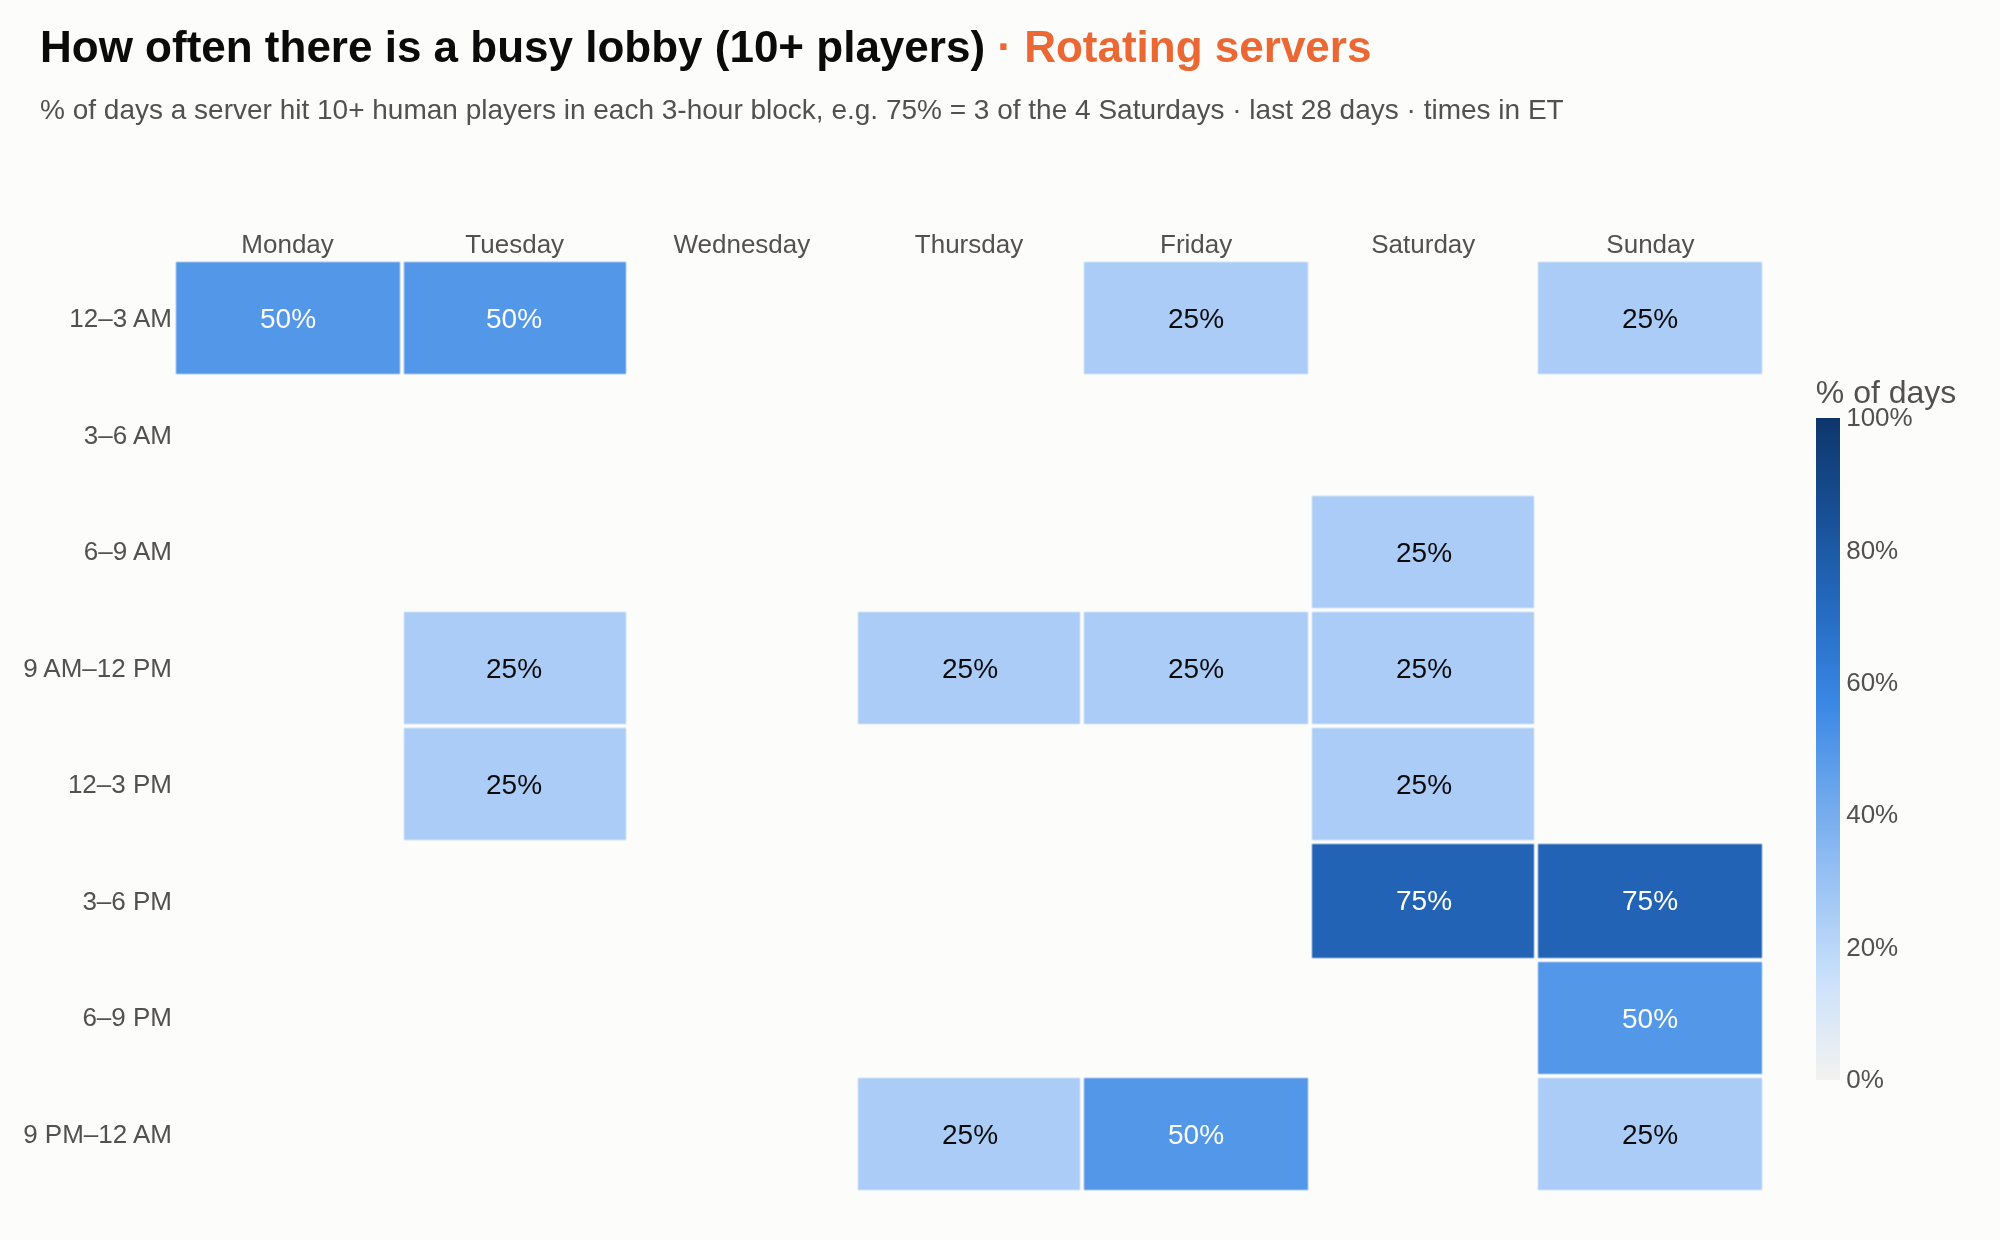 How often there is a busy lobby (10+ players) · Rotating servers
% of days a server hit 10+ human players in each 3-hour block, e.g. 75% = 3 of the 4 Saturdays · last 28 days · times in ET
Monday Tuesday Wednesday Thursday Friday Saturday Sunday
12–3 AM 50% 50% 25% 25%
3–6 AM
6–9 AM 25%
9 AM–12 PM 25% 25% 25% 25%
12–3 PM 25% 25%
3–6 PM 75% 75%
6–9 PM 50%
9 PM–12 AM 25% 50% 25%
% of days
100%
80%
60%
40%
20%
0%